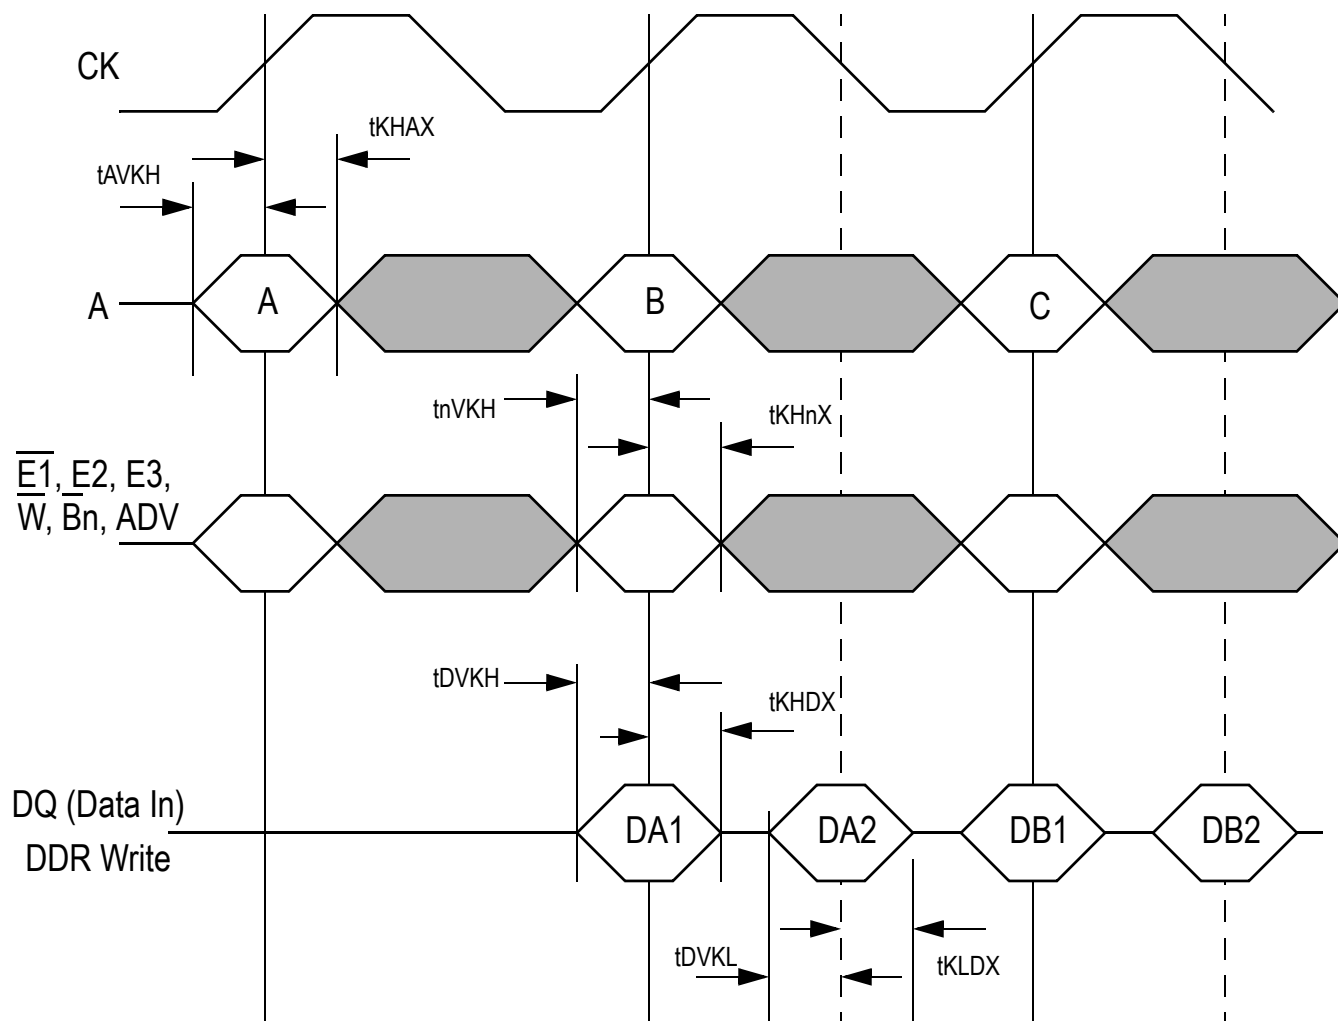 CK
tKHAX
tAVKH
A
A
B
C
tnVKH
tKHnX
E1, E2, E3,
W, Bn, ADV
tDVKH
tKHDX
DQ (Data In)
DDR Write
DA1
DA2
DB1
DB2
tDVKL
tKLDX